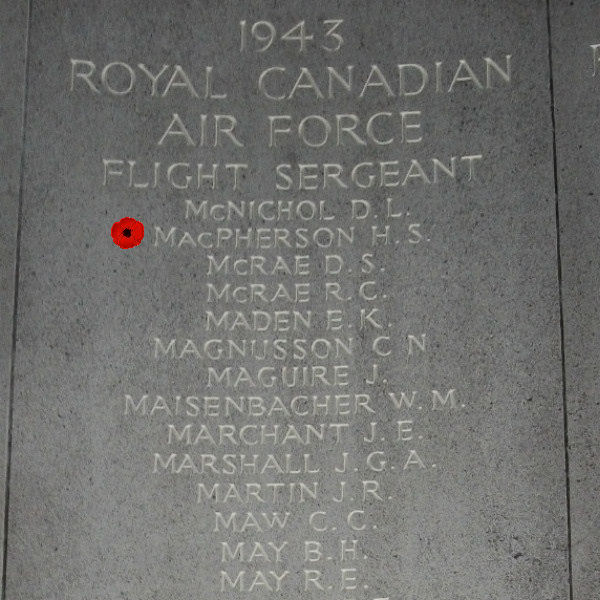 1943
ROYAL CANADIAN
AIR FORCE
FLIGHT SERGEANT
McNICHOL D. L.
MacPHERSON H. S.
McRAE D. S.
McRAE R. C.
MADEN E. K.
MAGNUSSON C N
MAGUIRE J.
MAISENBACHER W. M.
MARCHANT J. E.
MARSHALL J. G. A.
MARTIN J. R.
MAW C. C.
MAY B. H.
MAY R. E.